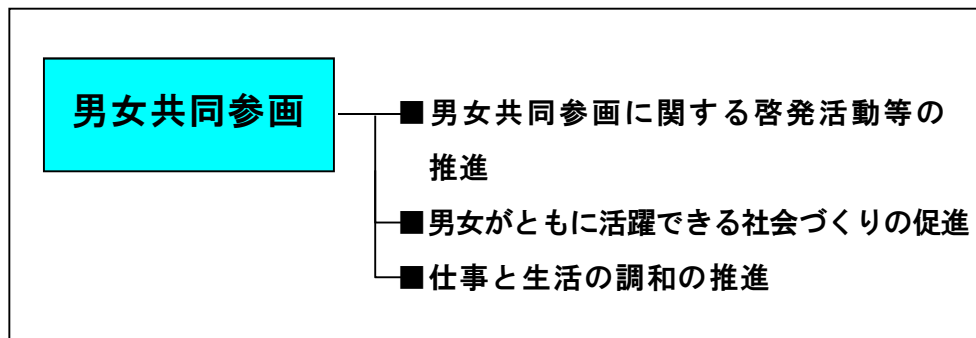 男女共同参画
■男女共同参画に関する啓発活動等の
推進
■男女がともに活躍できる社会づくりの促進
■仕事と生活の調和の推進